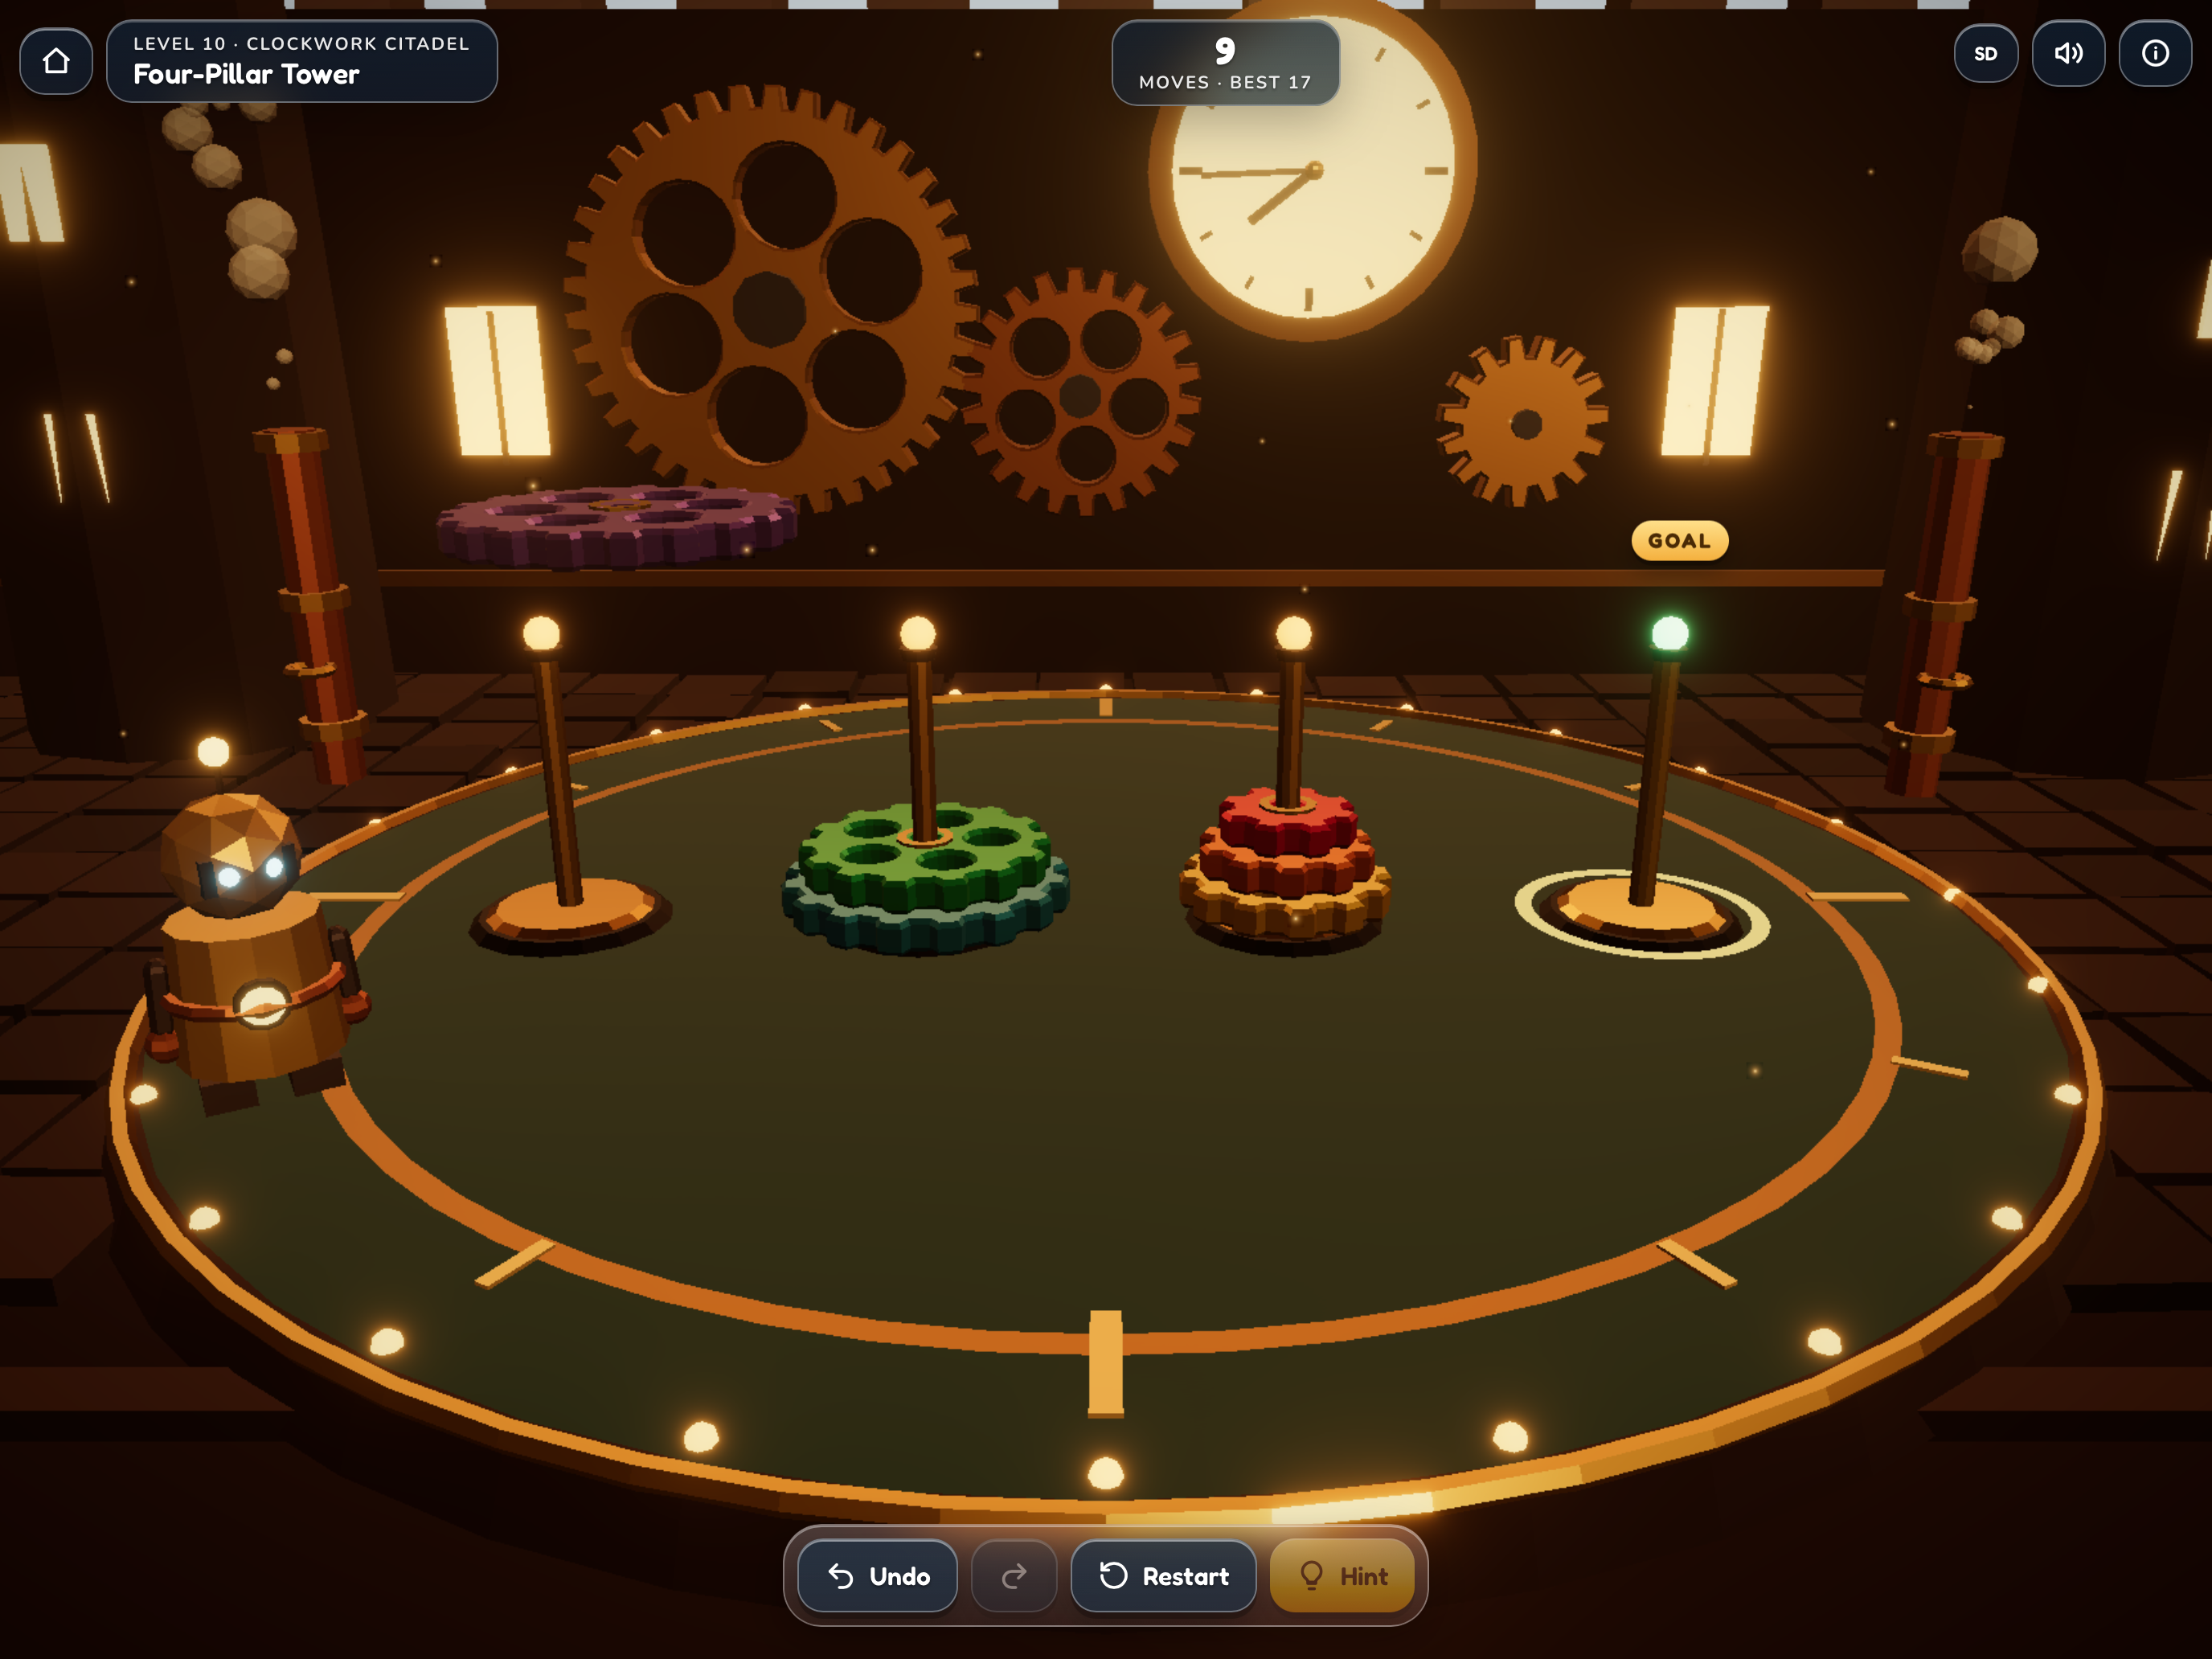 LEVEL 10 · CLOCKWORK CITADEL
Four-Pillar Tower
9
MOVES · BEST 17
SD
GOAL
Undo
Restart
Hint